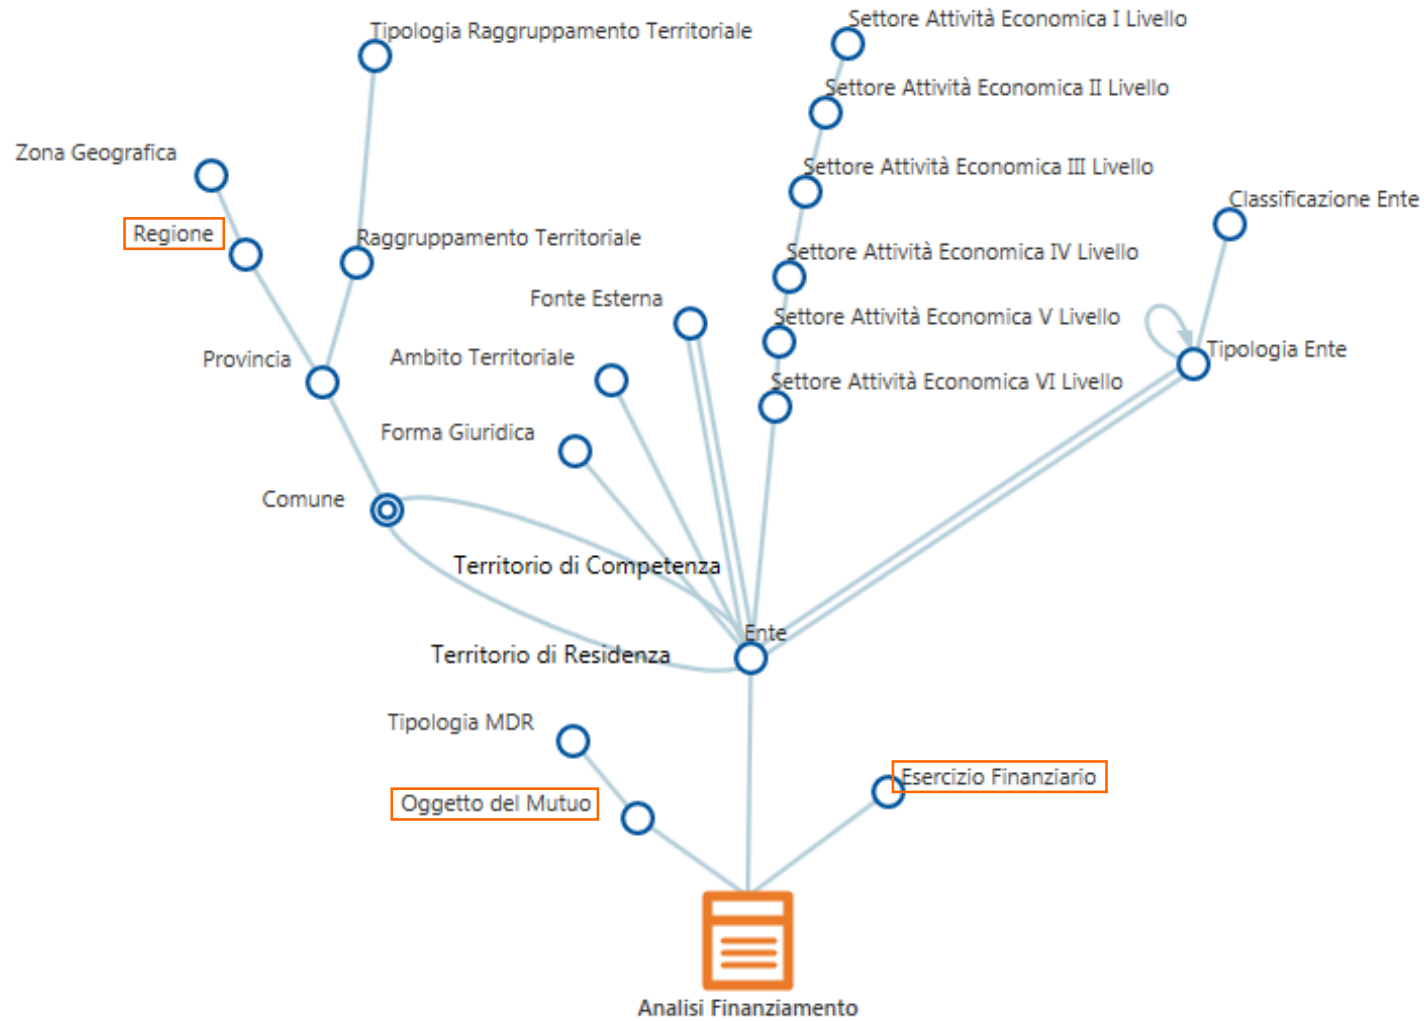 Settore Attività Economica I Livello
Tipologia Raggruppamento Territoriale
Settore Attività Economica II Livello
Zona Geografica
Settore Attività Economica III Livello
Classificazione Ente
Regione
Raggruppamento Territoriale
Settore Attività Economica IV Livello
Fonte Esterna
Settore Attività Economica V Livello
Tipologia Ente
Provincia
Ambito Territoriale
Settore Attività Economica VI Livello
Forma Giuridica
Comune
Territorio di Competenza
Ente
Territorio di Residenza
Tipologia MDR
Esercizio Finanziario
Oggetto del Mutuo
Analisi Finanziamento